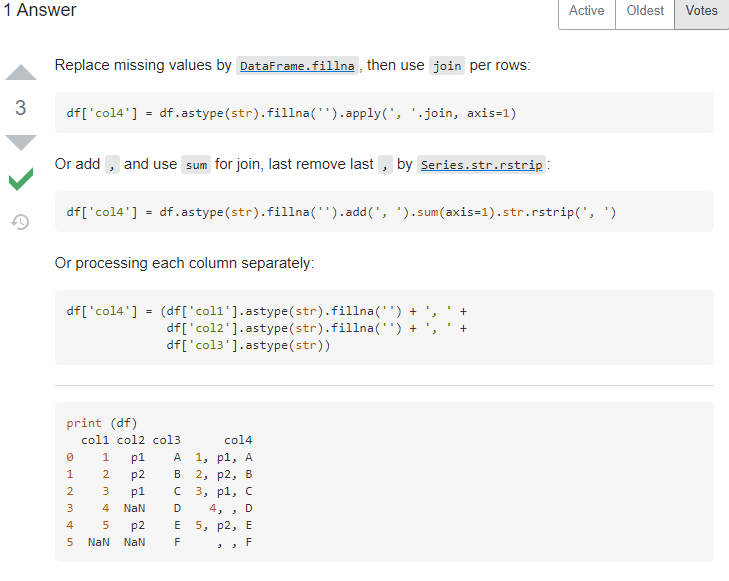 1 Answer
Active Oldest Votes
Replace missing values by DataFrame.fillna, then use join per rows:
3
df['col4'] = df.astype(str).fillna('').apply(', '.join, axis=1)
Or add , and use sum for join, last remove last , by Series.str.rstrip:
df['col4'] = df.astype(str).fillna('').add(', ').sum(axis=1).str.rstrip(', ')
Or processing each column separately:
df['col4'] = (df['col1'].astype(str).fillna('') + ', ' +
              df['col2'].astype(str).fillna('') + ', ' +
              df['col3'].astype(str))
print (df)
  col1 col2 col3       col4
0    1   p1    A  1, p1, A
1    2   p2    B  2, p2, B
2    3   p1    C  3, p1, C
3    4  NaN    D    4, , D
4    5   p2    E  5, p2, E
5  NaN  NaN    F     , , F